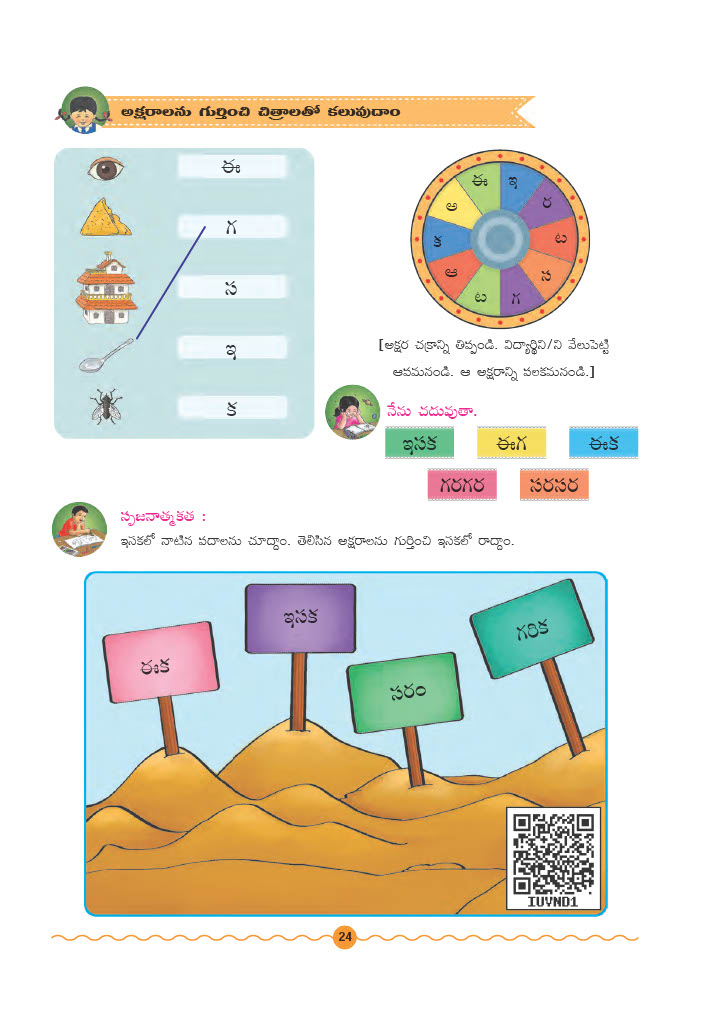 అక్షరాలను గుర్తించి చిత్రాలతో కలుపుదాం
ఈ
గ
స
ఇ
క
ఈ
ఇ
ర
ట
స
గ
ట
ఆ
క
అ
[అక్షర చక్రాన్ని తిప్పండి. విద్యార్థిని/ని వేలుపెట్టి
ఆపమనండి. ఆ అక్షరాన్ని పలకమనండి.]
నేను చదువుతా.
ఇసక ఈగ ఈక
గరగర సరసర
సృజనాత్మకత :
ఇసకలో నాటిన పదాలను చూద్దాం. తెలిసిన అక్షరాలను గుర్తించి ఇసకలో రాద్దాం.
ఈక
ఇసక
సరం
గరిక
IUVND1
24